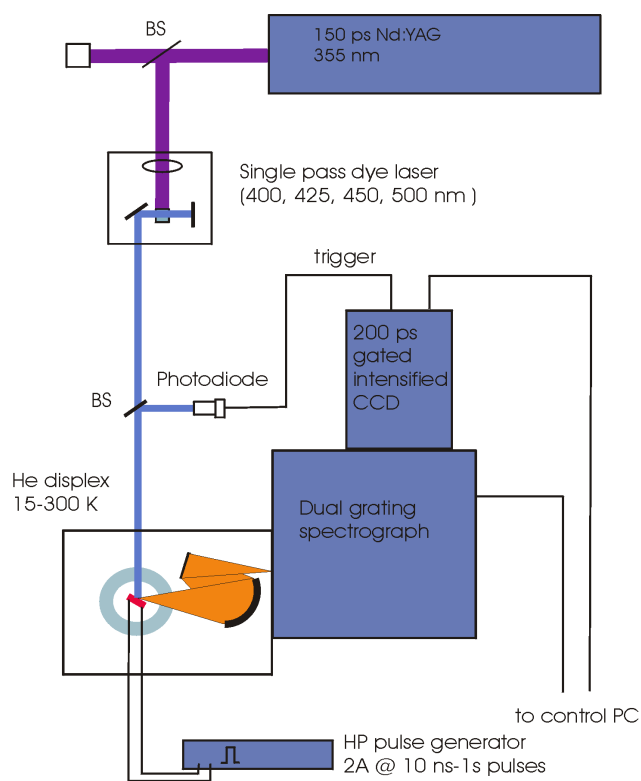 BS
150 ps Nd:YAG
355 nm
Single pass dye laser
(400, 425, 450, 500 nm )
trigger
200 ps
gated
intensified
CCD
Photodiode
BS
He displex
15-300 K
Dual grating
spectrograph
to control PC
HP pulse generator
2A @ 10 ns-1s pulses